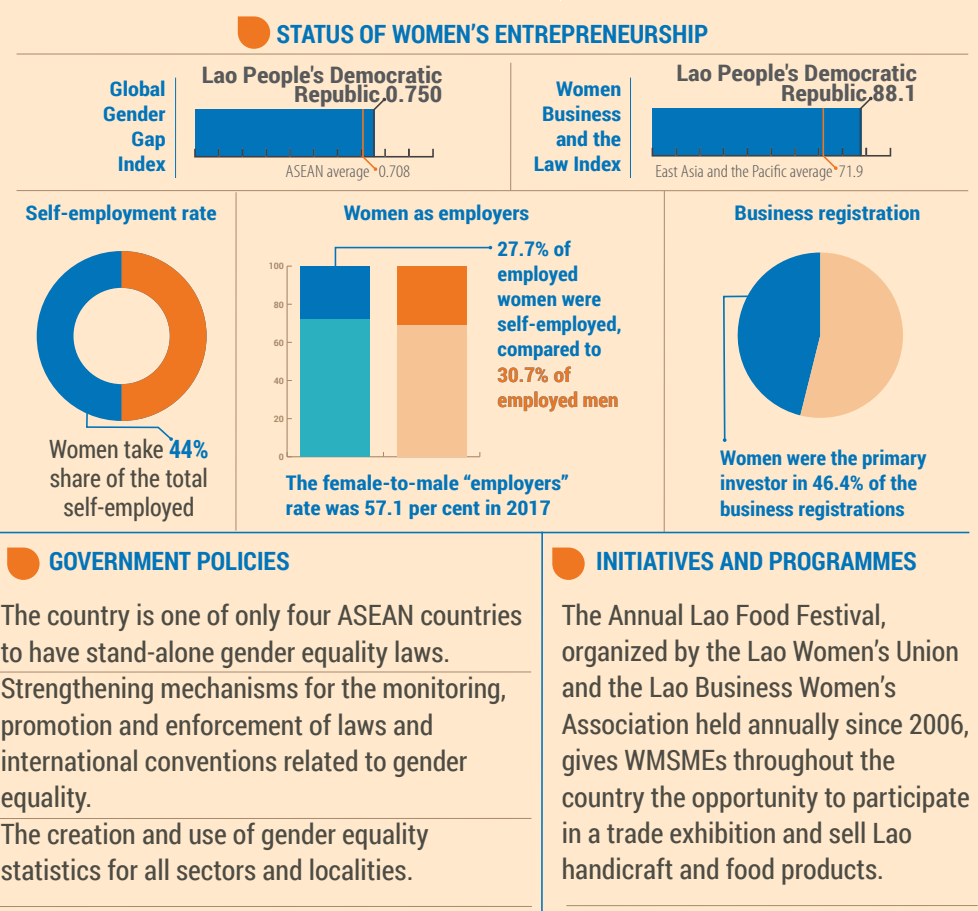 STATUS OF WOMEN'S ENTREPRENEURSHIP
Global
Gender
Gap
Index
Lao People's Democratic
Republic 0.750
ASEAN average 0.708
Women
Business
and the
Law Index
Lao People's Democratic
Republic 88.1
East Asia and the Pacific average 71.9
Self-employment rate
Women take 44%
share of the total
self-employed
Women as employers
100
80
60
40
20
0
27.7% of
employed
women were
self-employed,
compared to
30.7% of
employed men
The female-to-male “employers”
rate was 57.1 per cent in 2017
Business registration
Women were the primary
investor in 46.4% of the
business registrations
GOVERNMENT POLICIES
The country is one of only four ASEAN countries
to have stand-alone gender equality laws.
Strengthening mechanisms for the monitoring,
promotion and enforcement of laws and
international conventions related to gender
equality.
The creation and use of gender equality
statistics for all sectors and localities.
INITIATIVES AND PROGRAMMES
The Annual Lao Food Festival,
organized by the Lao Women's Union
and the Lao Business Women's
Association held annually since 2006,
gives WMSMEs throughout the
country the opportunity to participate
in a trade exhibition and sell Lao
handicraft and food products.